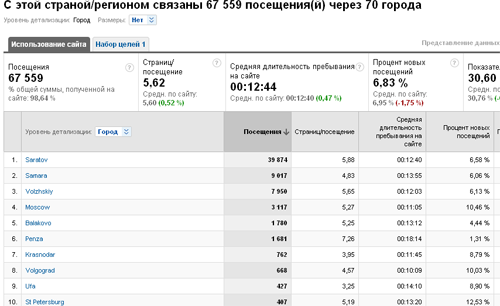 С этой страной/регионом связаны 67 559 посещения(й) через 70 города
Уровень детализации: Город Размеры: Нет
Использование сайта Набор целей 1 Представление данных
Посещения
67 559
% общей суммы, полученной на сайте: 98,64 %
Страниц/посещение
5,62
Средн. по сайту: 5,60 (0,52 %)
Средняя длительность пребывания на сайте
00:12:44
Средн. по сайту: 00:12:40 (0,47 %)
Процент новых посещений
6,83 %
Средн. по сайту: 6,95 % (-1,75 %)
Показател
30,60
Средн. по
30,76 %
Уровень детализации: Город Посещения Страниц/посещение Средняя длительность пребывания на сайте Процент новых посещений
1. Saratov 39 874 5,88 00:12:40 6,58 %
2. Samara 9 017 4,83 00:13:55 6,06 %
3. Volzhskiy 7 950 5,65 00:12:03 6,13 %
4. Moscow 3 117 5,27 00:11:05 10,46 %
5. Balakovo 1 780 5,25 00:13:12 4,44 %
6. Penza 1 681 7,26 00:18:14 1,31 %
7. Krasnodar 762 3,95 00:11:45 8,79 %
8. Volgograd 668 4,57 00:10:09 10,03 %
9. Ufa 427 3,25 00:14:10 8,90 %
10. St Petersburg 407 5,19 00:13:20 12,53 %